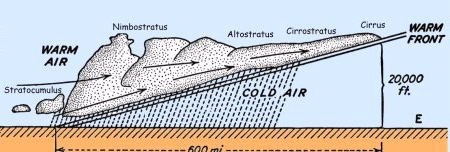 Nimbostratus
Altostratus
Cirrostratus
Cirrus
WARM FRONT
WARM AIR
Stratocumulus
COLD AIR
20,000 ft.
E
600 mi